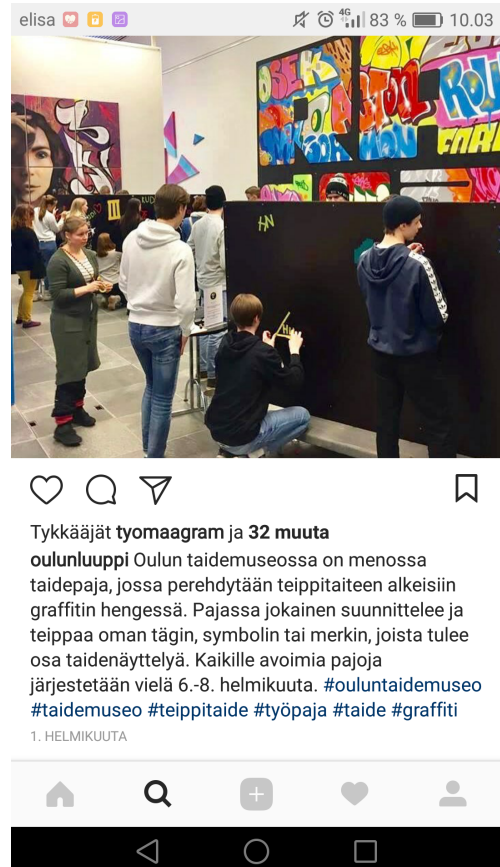 elisa 4G 83 % 10.03
HN
Tykkääjät tyomaagram ja 32 muuta
oulunluuppi Oulun taidemuseossa on menossa
taidepaja, jossa perehdytään teippitaiteen alkeisiin
graffitin hengessä. Pajassa jokainen suunnittelee ja
teippaa oman tägin, symbolin tai merkin, joista tulee
osa taidenäyttelyä. Kaikille avoimia pajoja
järjestetään vielä 6.-8. helmikuuta. #ouluntaidemuseo
#taidemuseo #teippitaide #työpaja #taide #graffiti
1. HELMIKUUTA